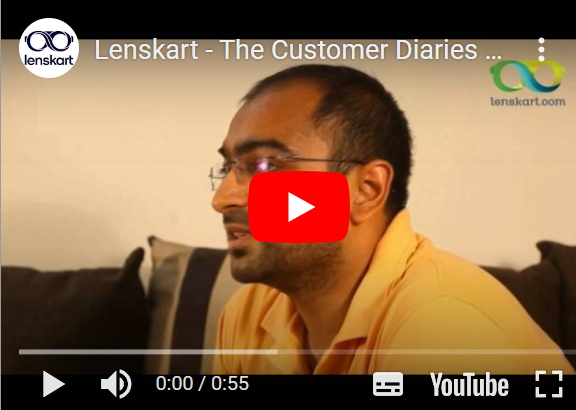 lenskart
Lenskart - The Customer Diaries ...
lenskart.com
0:00 / 0:55
YouTube